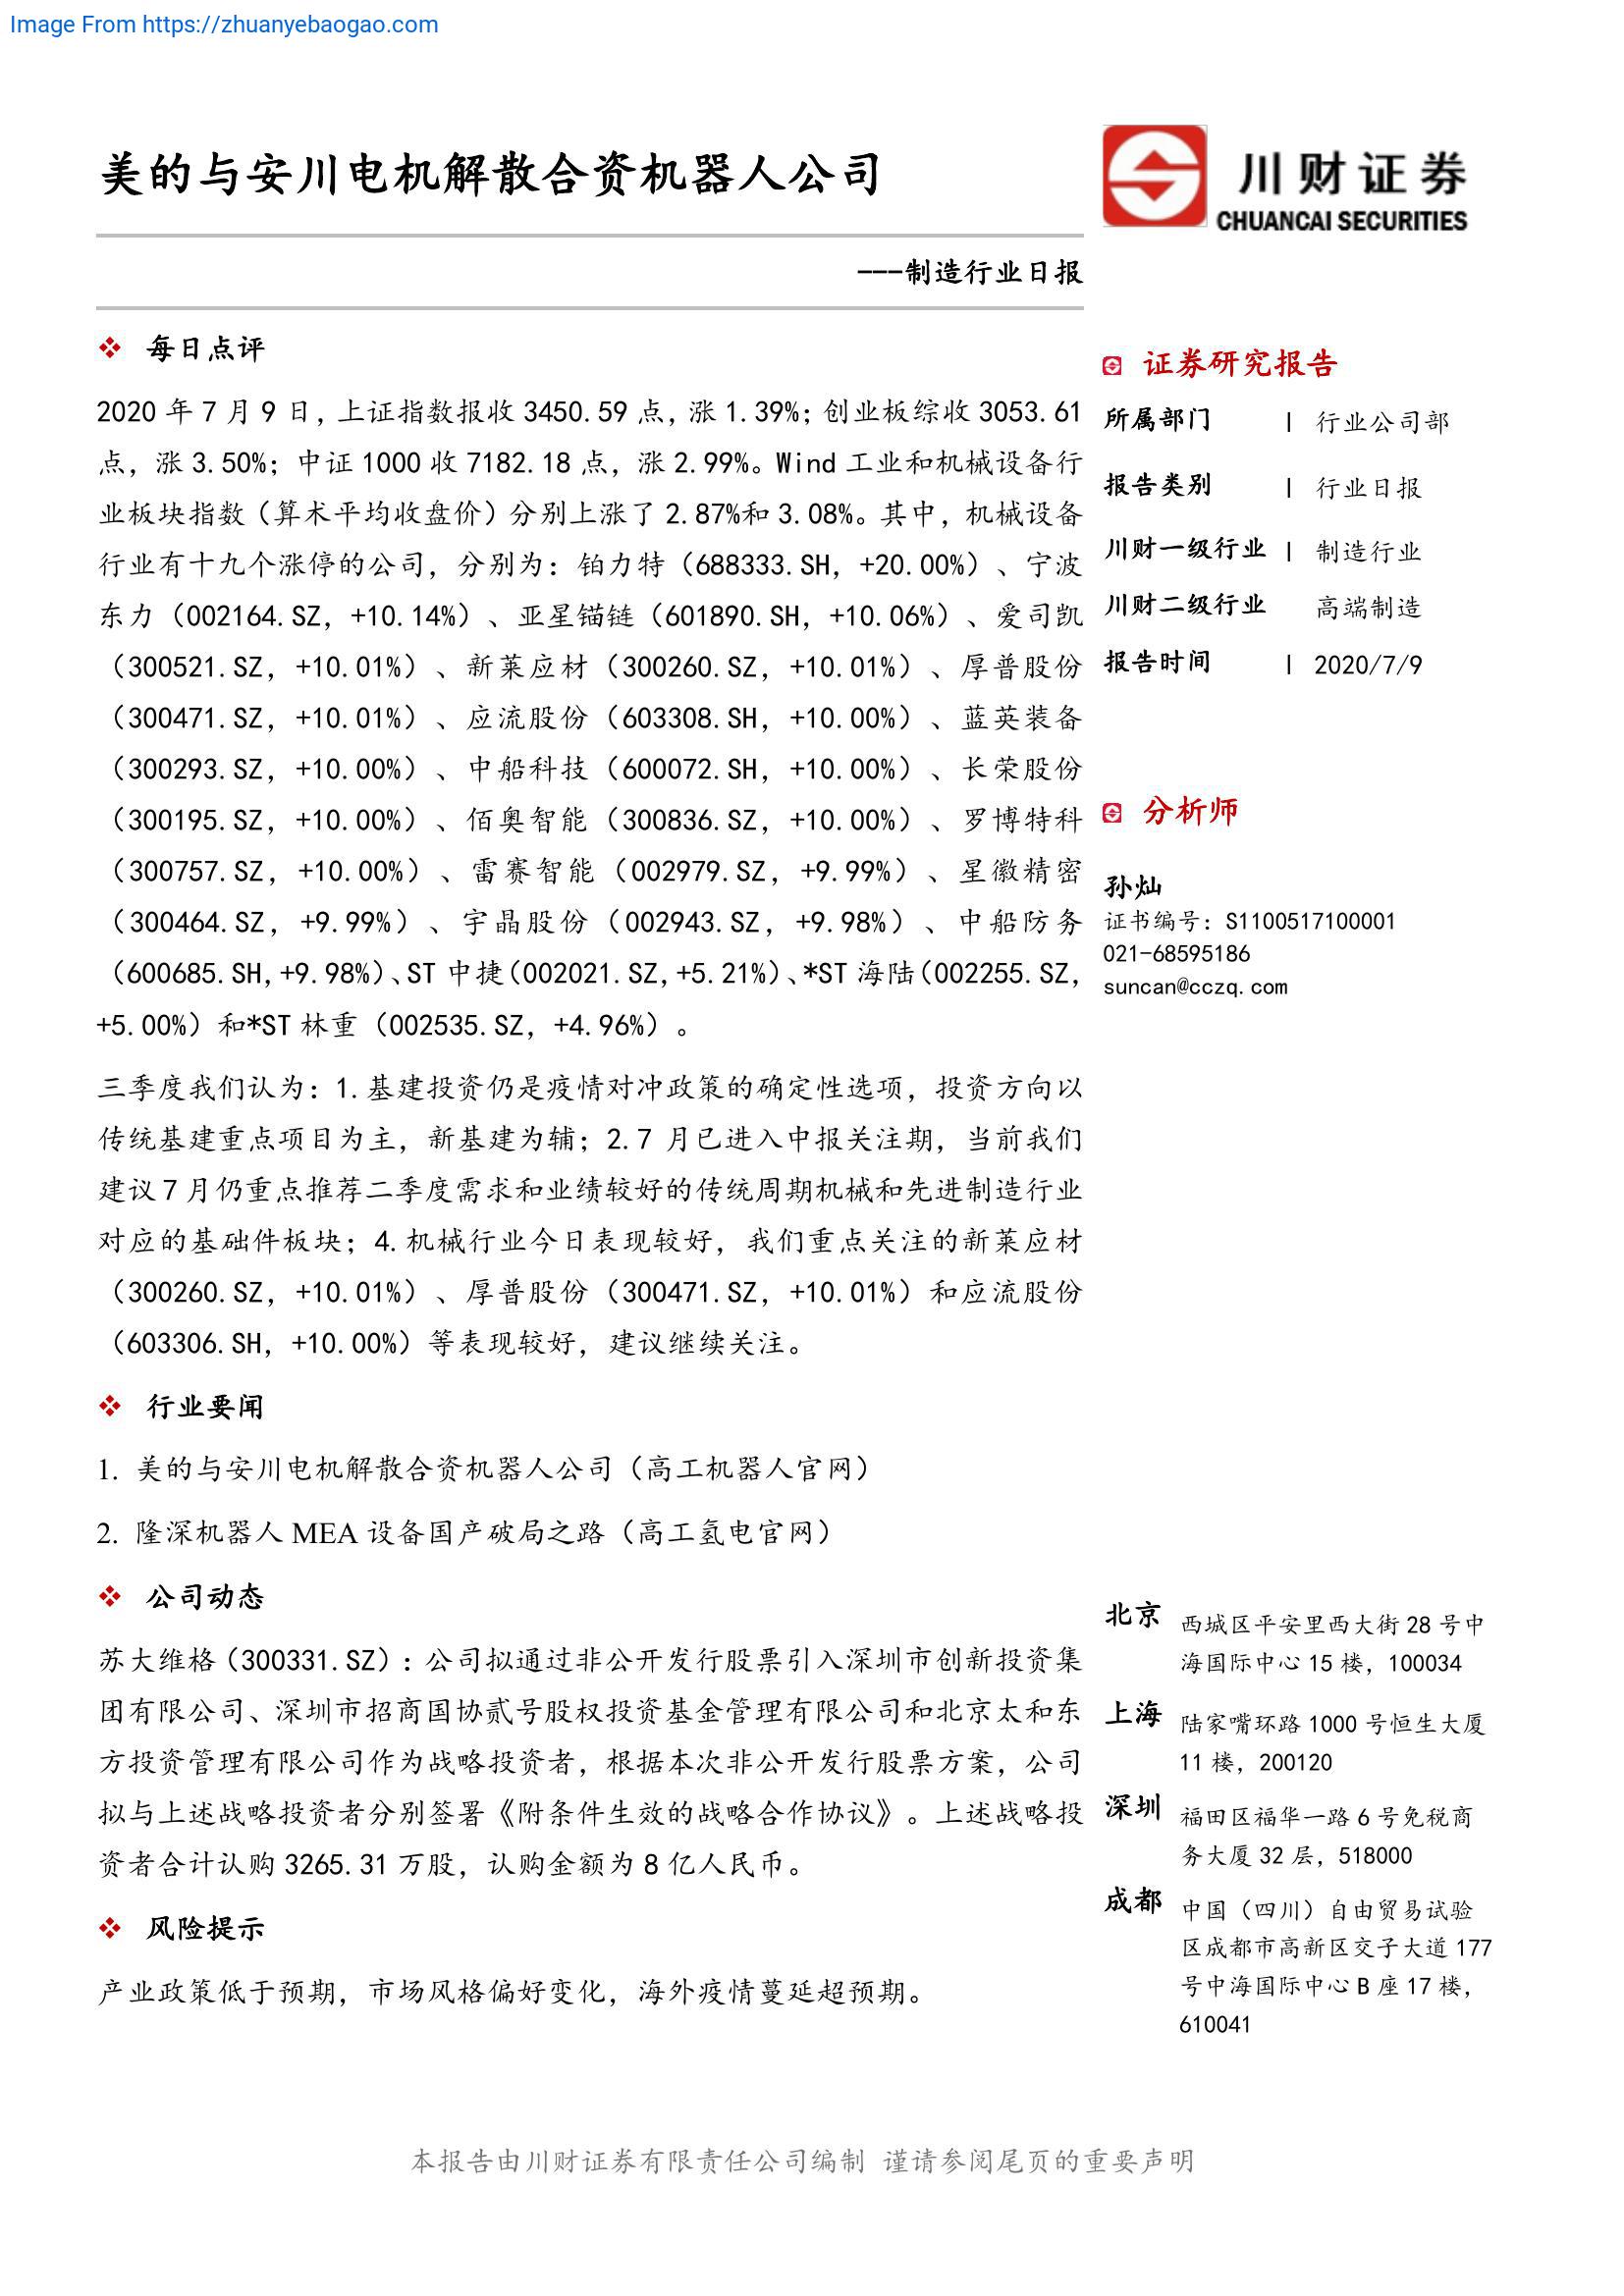 Image From https://zhuanyebaogao.com
美的与安川电机解散合资机器人公司
川财证券
CHUANCAI SECURITIES
---制造行业日报
每日点评
2020 年 7 月 9 日，上证指数报收 3450.59 点，涨 1.39%；创业板综收 3053.61
点，涨 3.50%；中证 1000 收 7182.18 点，涨 2.99%。Wind 工业和机械设备行
业板块指数（算术平均收盘价）分别上涨了 2.87%和 3.08%。其中，机械设备
行业有十九个涨停的公司，分别为：铂力特（688333.SH，+20.00%）、宁波
东力（002164.SZ，+10.14%）、亚星锚链（601890.SH，+10.06%）、爱司凯
（300521.SZ，+10.01%）、新莱应材（300260.SZ，+10.01%）、厚普股份
（300471.SZ，+10.01%）、应流股份（603308.SH，+10.00%）、蓝英装备
（300293.SZ，+10.00%）、中船科技（600072.SH，+10.00%）、长荣股份
（300195.SZ，+10.00%）、佰奥智能（300836.SZ，+10.00%）、罗博特科
（300757.SZ，+10.00%）、雷赛智能（002979.SZ，+9.99%）、星徽精密
（300464.SZ，+9.99%）、宇晶股份（002943.SZ，+9.98%）、中船防务
（600685.SH,+9.98%）、ST 中捷（002021.SZ,+5.21%）、*ST 海陆（002255.SZ，
+5.00%）和*ST 林重（002535.SZ，+4.96%）。
三季度我们认为：1.基建投资仍是疫情对冲政策的确定性选项，投资方向以
传统基建重点项目为主，新基建为辅；2.7 月已进入中报关注期，当前我们
建议 7 月仍重点推荐二季度需求和业绩较好的传统周期机械和先进制造行业
对应的基础件板块；4.机械行业今日表现较好，我们重点关注的新莱应材
（300260.SZ，+10.01%）、厚普股份（300471.SZ，+10.01%）和应流股份
（603306.SH，+10.00%）等表现较好，建议继续关注。
行业要闻
1. 美的与安川电机解散合资机器人公司（高工机器人官网）
2. 隆深机器人 MEA 设备国产破局之路（高工氢电官网）
公司动态
苏大维格（300331.SZ）：公司拟通过非公开发行股票引入深圳市创新投资集
团有限公司、深圳市招商国协贰号股权投资基金管理有限公司和北京太和东
方投资管理有限公司作为战略投资者，根据本次非公开发行股票方案，公司
拟与上述战略投资者分别签署《附条件生效的战略合作协议》。上述战略投
资者合计认购 3265.31 万股，认购金额为 8 亿人民币。
风险提示
产业政策低于预期，市场风格偏好变化，海外疫情蔓延超预期。
证券研究报告
所属部门 | 行业公司部
报告类别 | 行业日报
川财一级行业 | 制造行业
川财二级行业 高端制造
报告时间 | 2020/7/9
分析师
孙灿
证书编号：S1100517100001
021-68595186
suncan@cczq.com
北京 西城区平安里西大街 28 号中
海国际中心 15 楼，100034
上海 陆家嘴环路 1000 号恒生大厦
11 楼，200120
深圳 福田区福华一路 6 号免税商
务大厦 32 层，518000
成都 中国（四川）自由贸易试验
区成都市高新区交子大道 177
号中海国际中心 B 座 17 楼，
610041
本报告由川财证券有限责任公司编制 谨请参阅尾页的重要声明